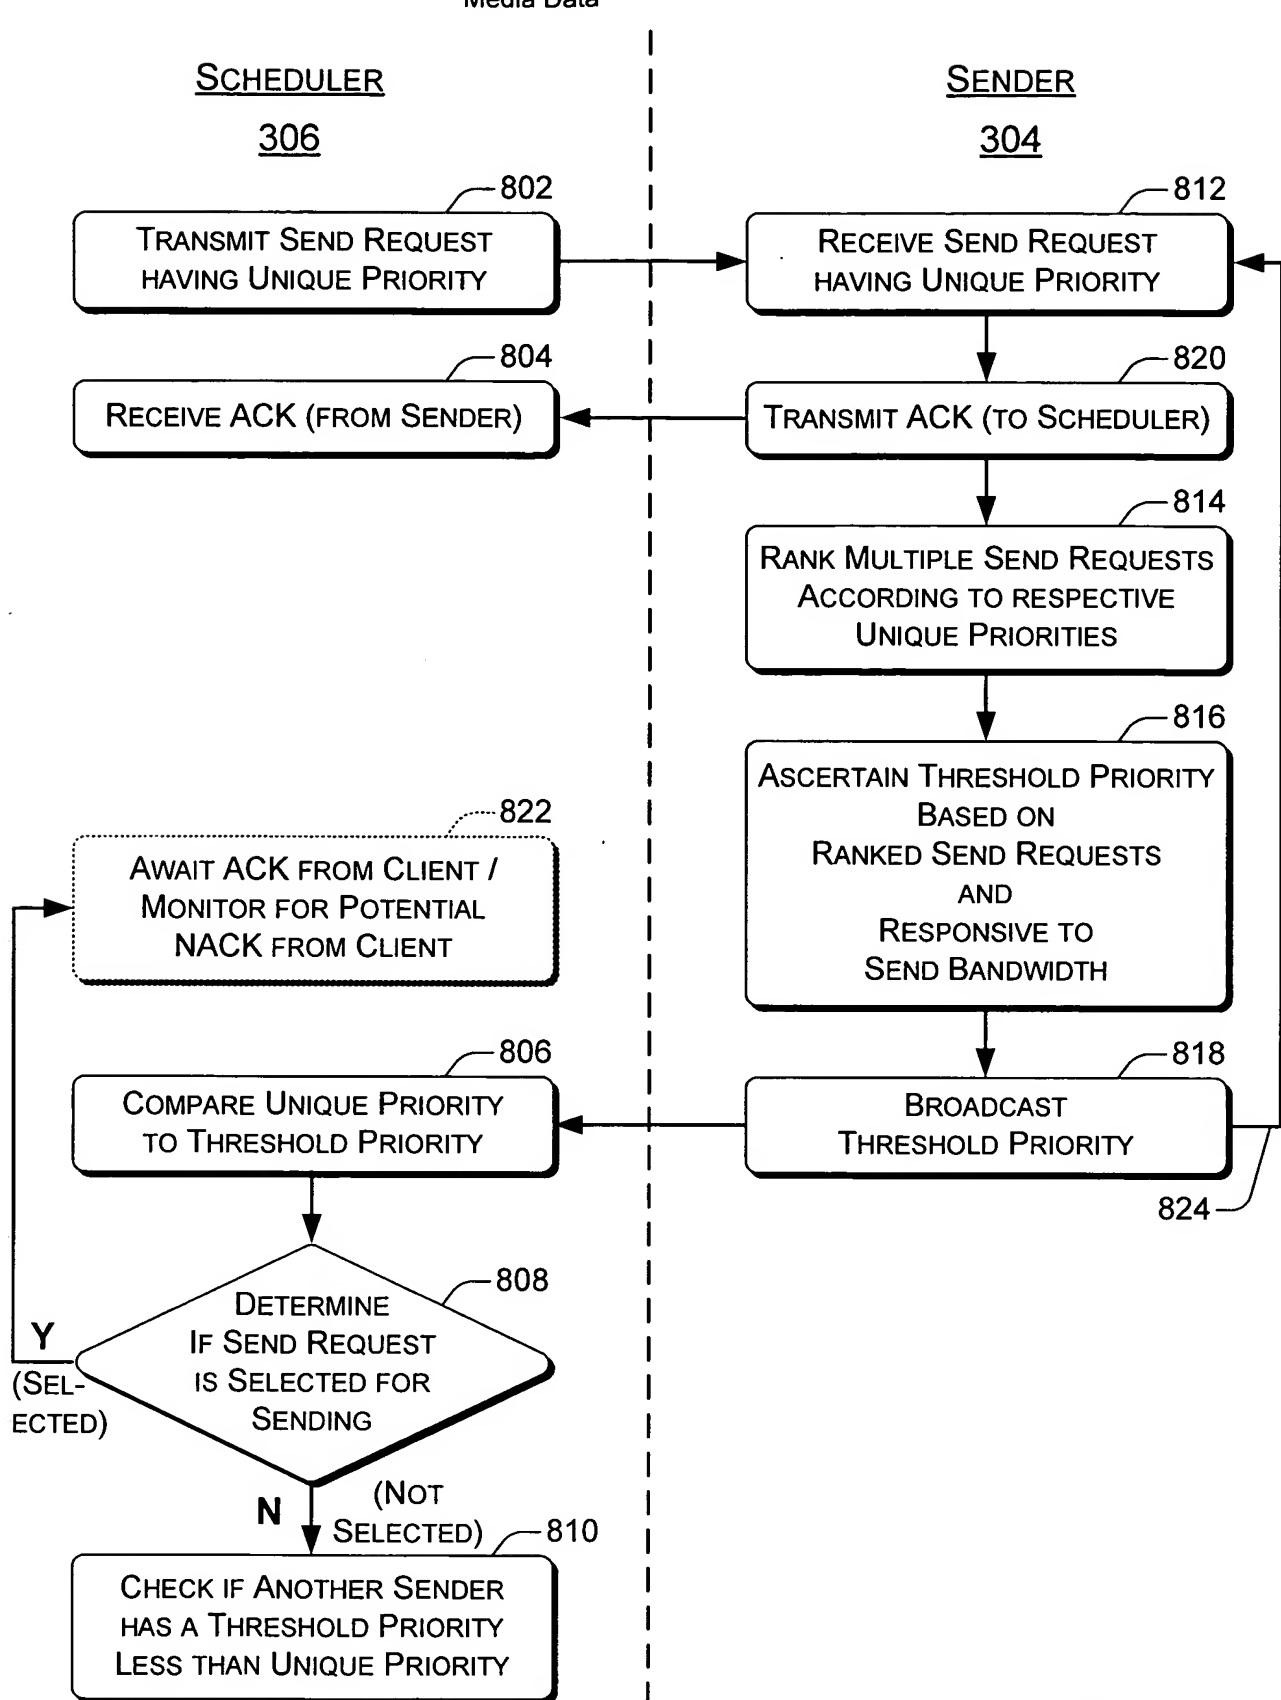 Media Data
SCHEDULER
306
802
TRANSMIT SEND REQUEST
HAVING UNIQUE PRIORITY
804
RECEIVE ACK (FROM SENDER)
822
AWAIT ACK FROM CLIENT /
MONITOR FOR POTENTIAL
NACK FROM CLIENT
806
COMPARE UNIQUE PRIORITY
TO THRESHOLD PRIORITY
808
DETERMINE
IF SEND REQUEST
IS SELECTED FOR
SENDING
Y
(SEL-
ECTED)
N
(NOT
SELECTED)
810
CHECK IF ANOTHER SENDER
HAS A THRESHOLD PRIORITY
LESS THAN UNIQUE PRIORITY
SENDER
304
812
RECEIVE SEND REQUEST
HAVING UNIQUE PRIORITY
820
TRANSMIT ACK (TO SCHEDULER)
814
RANK MULTIPLE SEND REQUESTS
ACCORDING TO RESPECTIVE
UNIQUE PRIORITIES
816
ASCERTAIN THRESHOLD PRIORITY
BASED ON
RANKED SEND REQUESTS
AND
RESPONSIVE TO
SEND BANDWIDTH
818
BROADCAST
THRESHOLD PRIORITY
824